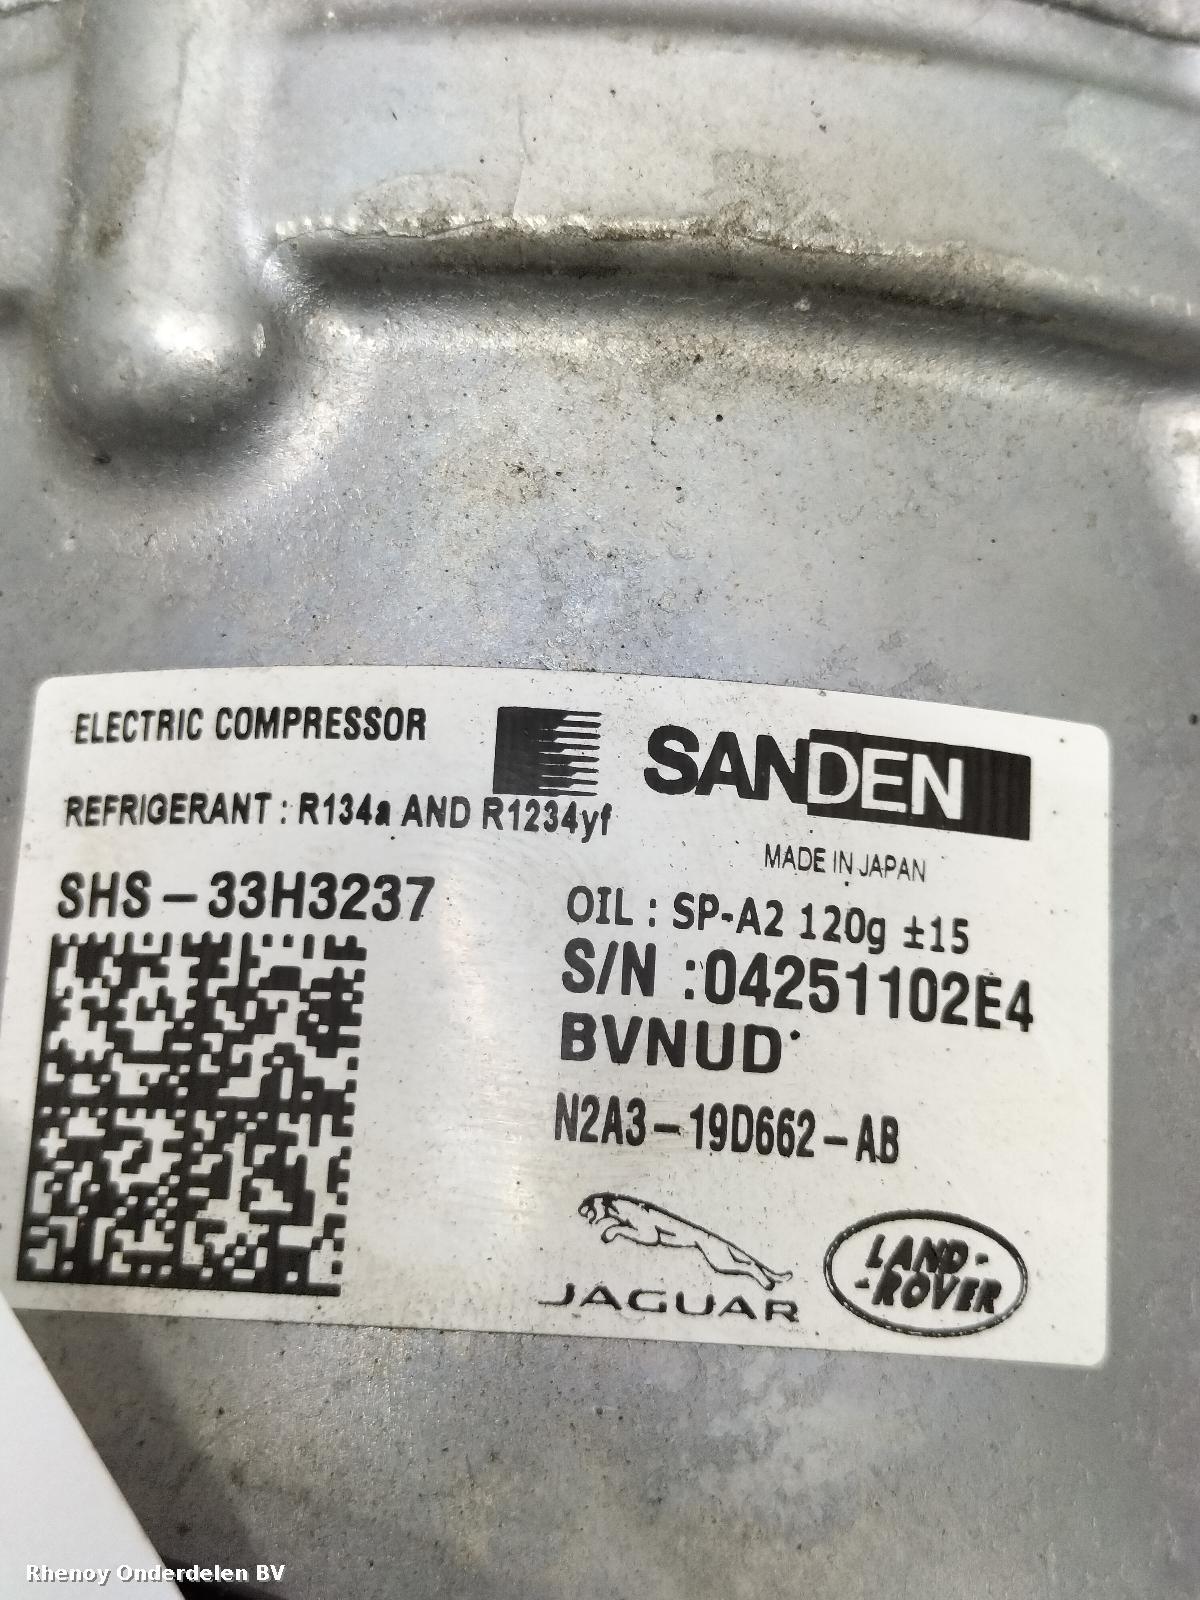 ELECTRIC COMPRESSOR
SANDEN
REFRIGERANT : R134a AND R1234yf
MADE IN JAPAN
SHS-33H3237
OIL : SP-A2 120g ±15
S/N :04251102E4
BVNUD
N2A3-19D662-AB
JAGUAR
LAND-
-ROVER
Rhenoy Onderdelen BV